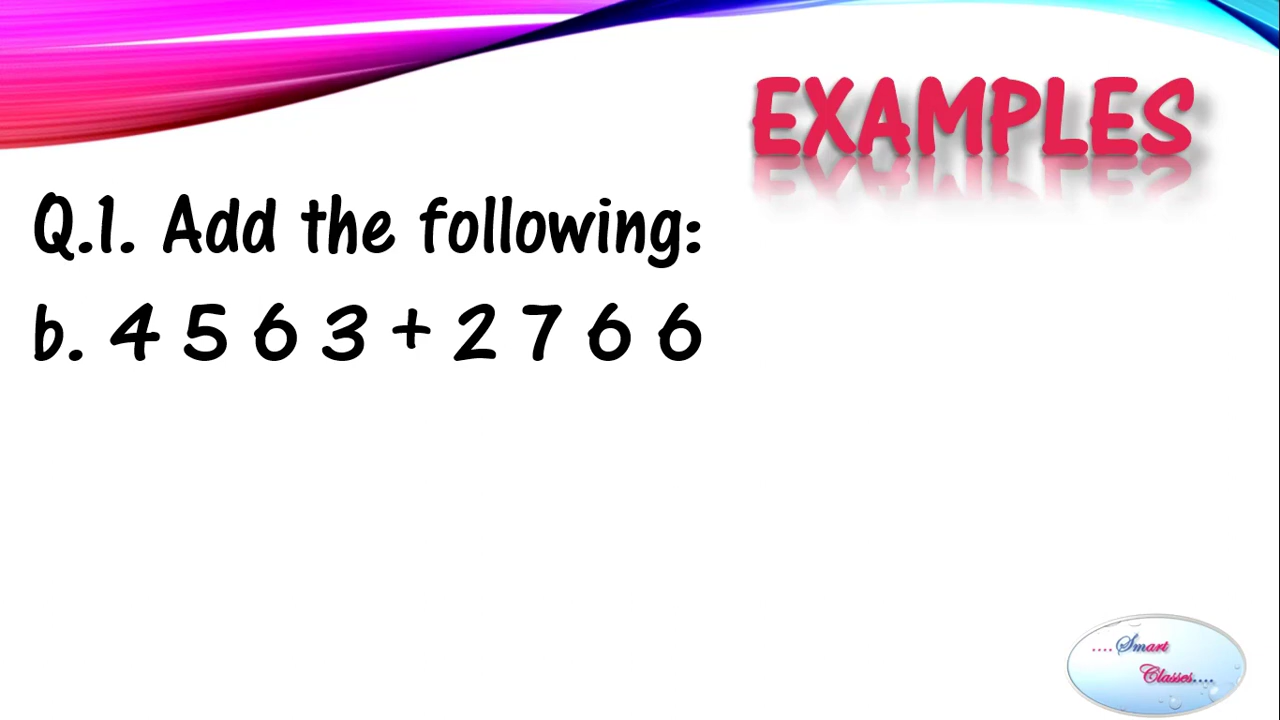 EXAMPLES
Q.1. Add the following:
b. 4 5 6 3 + 2 7 6 6
....Smart
Classes....